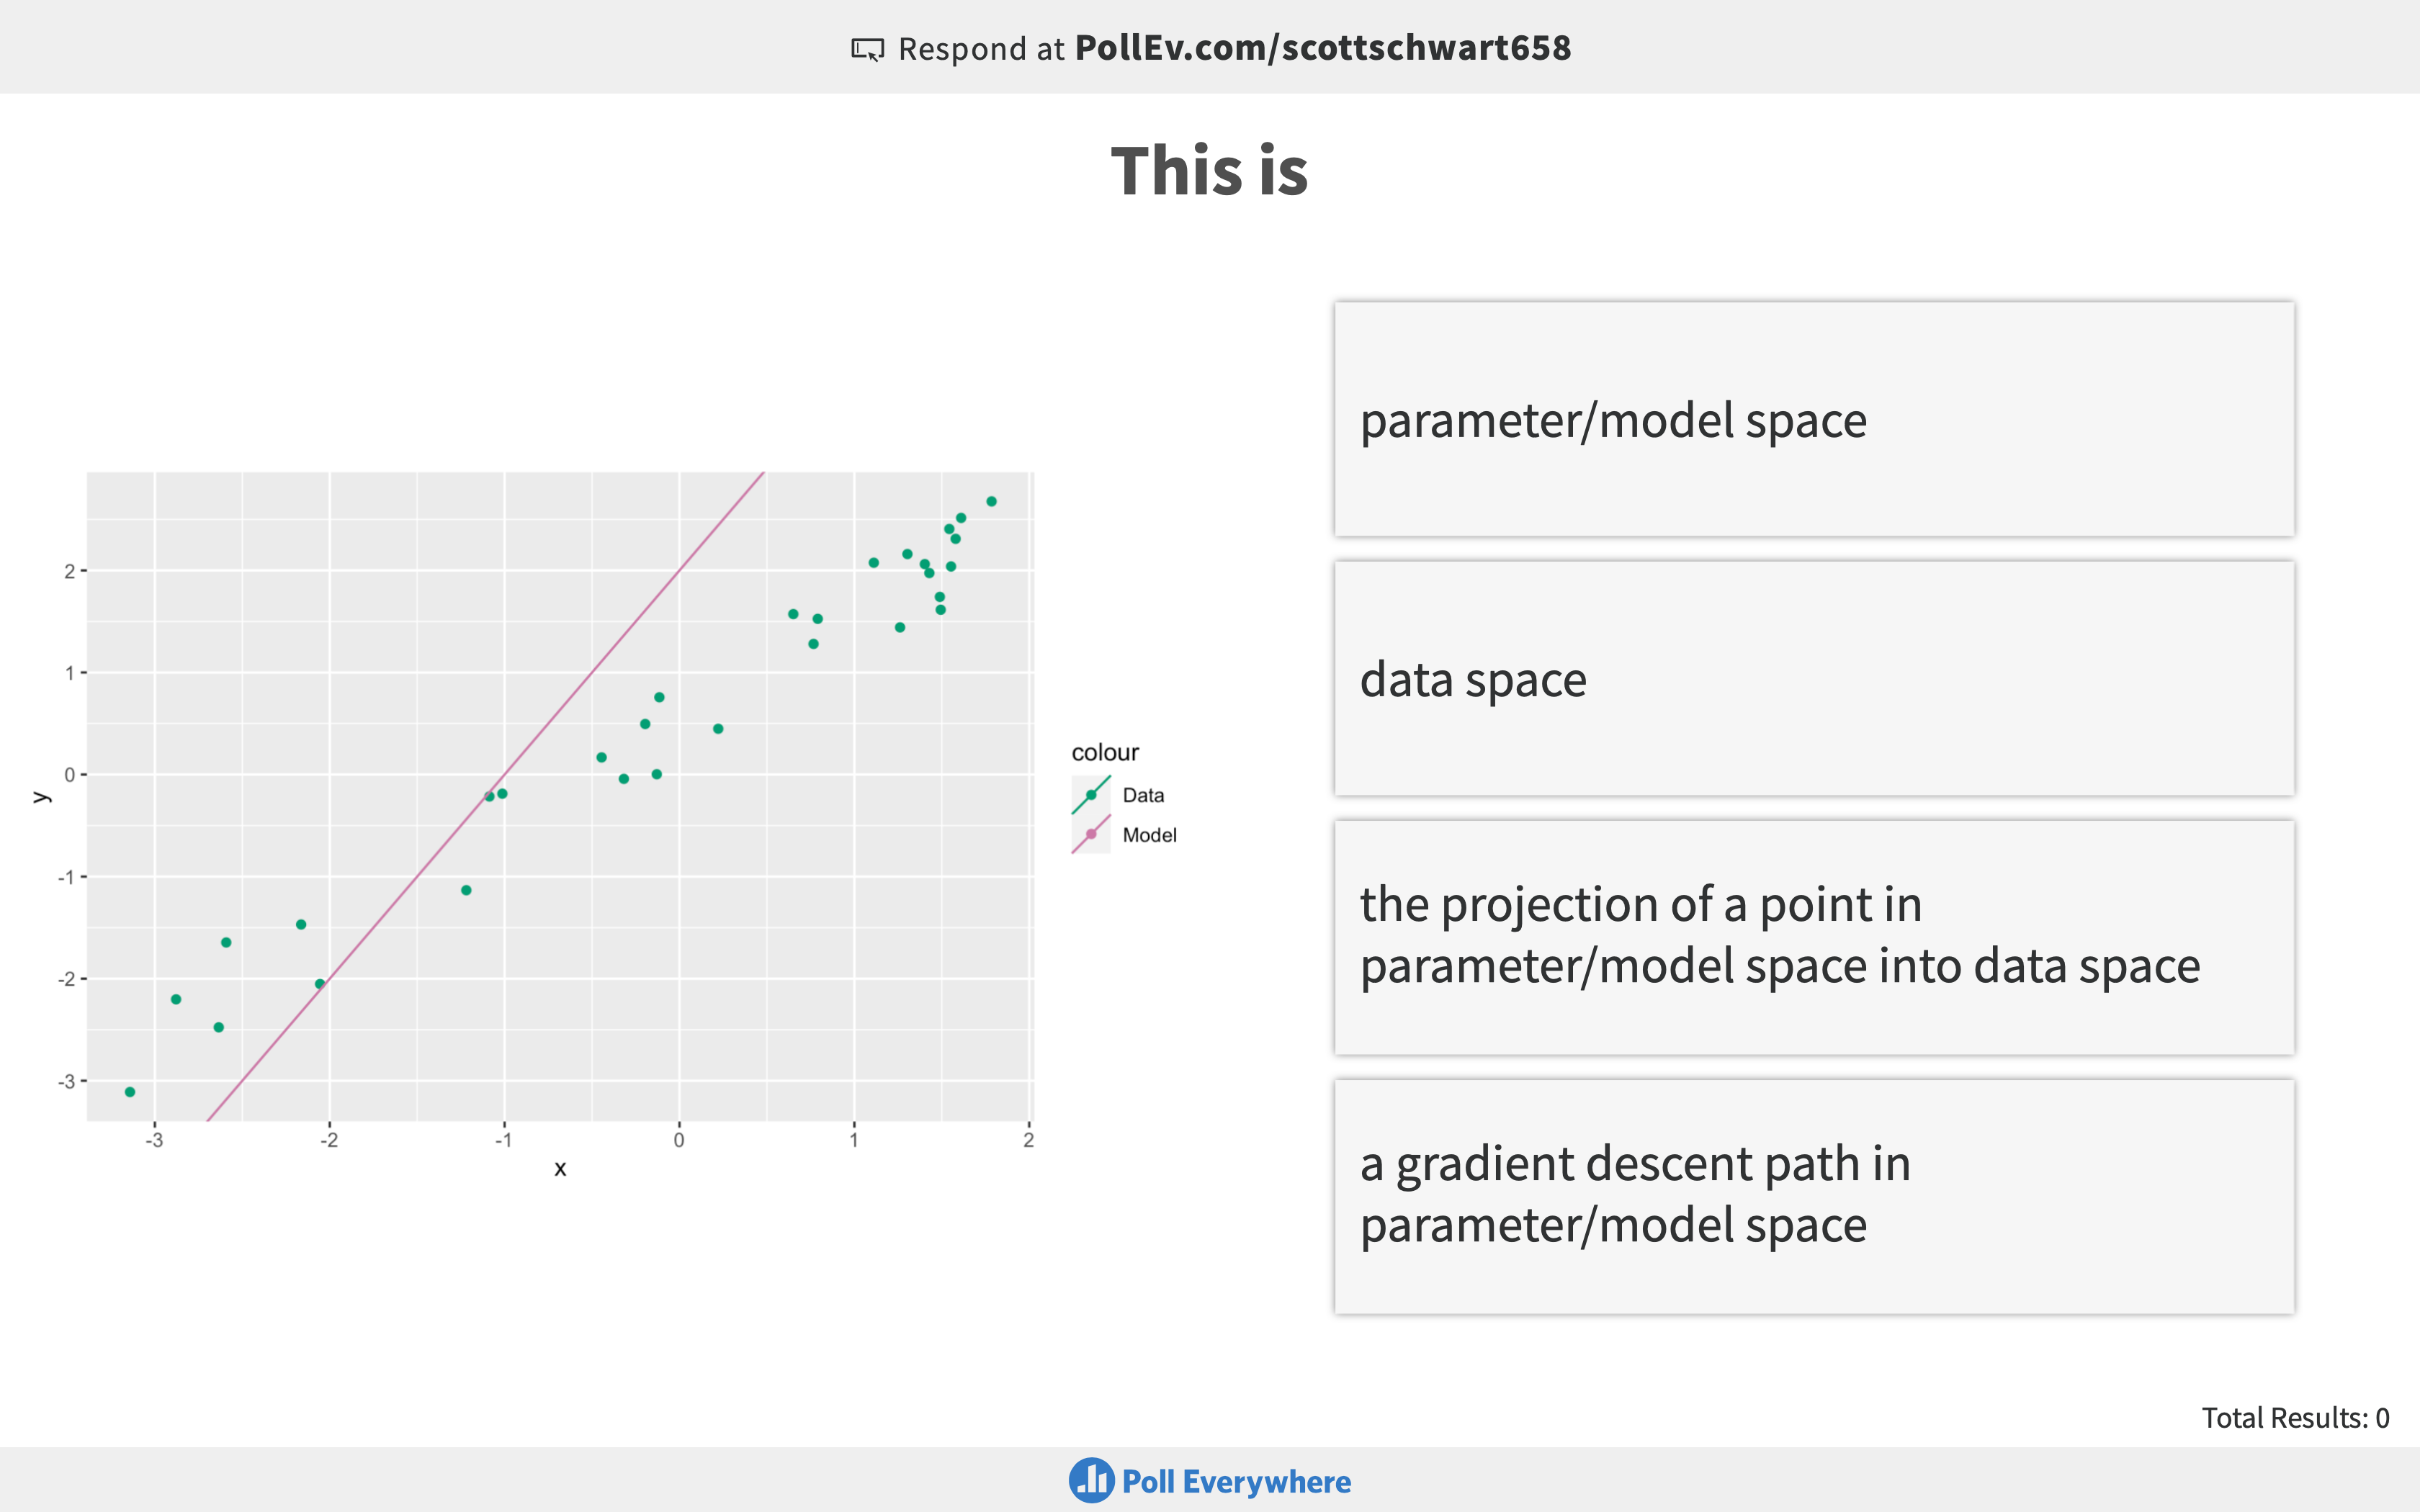 Respond at PollEv.com/scottschwart658
This is
parameter/model space
data space
the projection of a point in
parameter/model space into data space
a gradient descent path in
parameter/model space
2
1
0
-1
-2
-3
y
-3
-2
-1
0
1
2
x
colour
Data
Model
Total Results: 0
Poll Everywhere